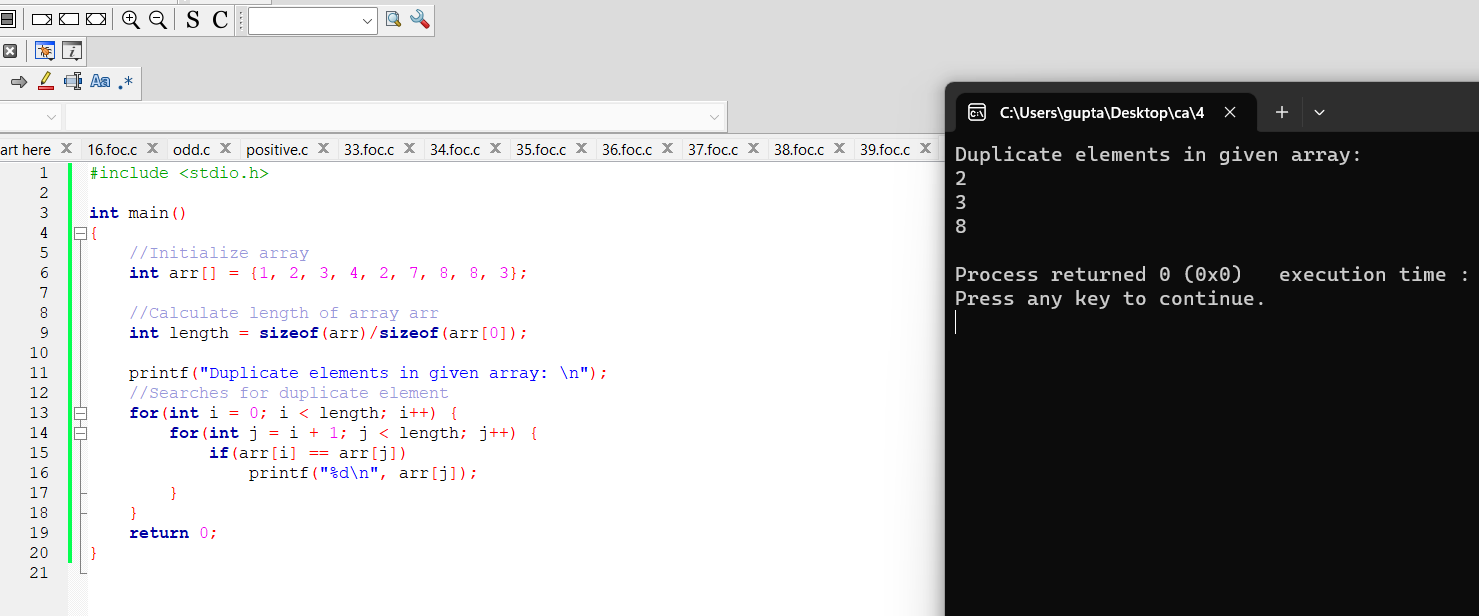 S C
Aa .*
art here 16.foc.c odd.c positive.c 33.foc.c 34.foc.c 35.foc.c 36.foc.c 37.foc.c 38.foc.c 39.foc.c
1 #include <stdio.h>
2
3 int main()
4 {
5 //Initialize array
6 int arr[] = {1, 2, 3, 4, 2, 7, 8, 8, 3};
7
8 //Calculate length of array arr
9 int length = sizeof(arr)/sizeof(arr[0]);
10
11 printf("Duplicate elements in given array: \n");
12 //Searches for duplicate element
13 for(int i = 0; i < length; i++) {
14 for(int j = i + 1; j < length; j++) {
15 if(arr[i] == arr[j])
16 printf("%d\n", arr[j]);
17 }
18 }
19 return 0;
20 }
21
C:\Users\gupta\Desktop\ca\4
Duplicate elements in given array:
2
3
8
Process returned 0 (0x0) execution time :
Press any key to continue.